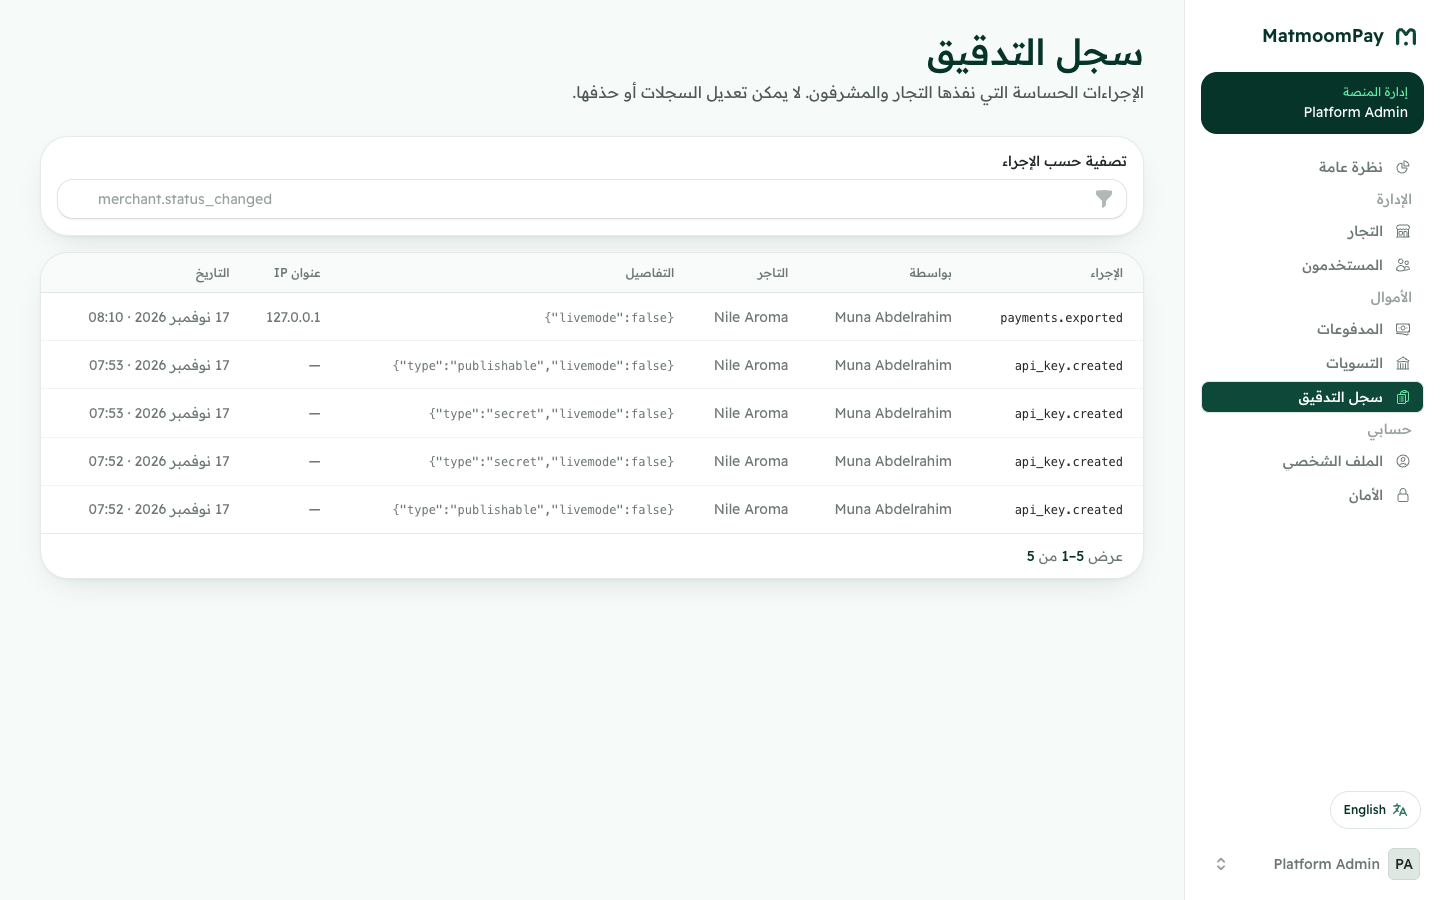 MatmoomPay
إدارة المنصة
Platform Admin
نظرة عامة
الإدارة
التجار
المستخدمون
الأموال
المدفوعات
التسويات
سجل التدقيق
حسابي
الملف الشخصي
الأمان
English
PA Platform Admin
سجل التدقيق
الإجراءات الحساسة التي نفذها التجار والمشرفون. لا يمكن تعديل السجلات أو حذفها.
تصفية حسب الإجراء
merchant.status_changed
الإجراء بواسطة التاجر التفاصيل عنوان IP التاريخ
payments.exported Muna Abdelrahim Nile Aroma {"livemode":false} 127.0.0.1 17 نوفمبر 2026 · 08:10
api_key.created Muna Abdelrahim Nile Aroma {"type":"publishable","livemode":false} — 17 نوفمبر 2026 · 07:53
api_key.created Muna Abdelrahim Nile Aroma {"type":"secret","livemode":false} — 17 نوفمبر 2026 · 07:53
api_key.created Muna Abdelrahim Nile Aroma {"type":"secret","livemode":false} — 17 نوفمبر 2026 · 07:52
api_key.created Muna Abdelrahim Nile Aroma {"type":"publishable","livemode":false} — 17 نوفمبر 2026 · 07:52
عرض 1–5 من 5